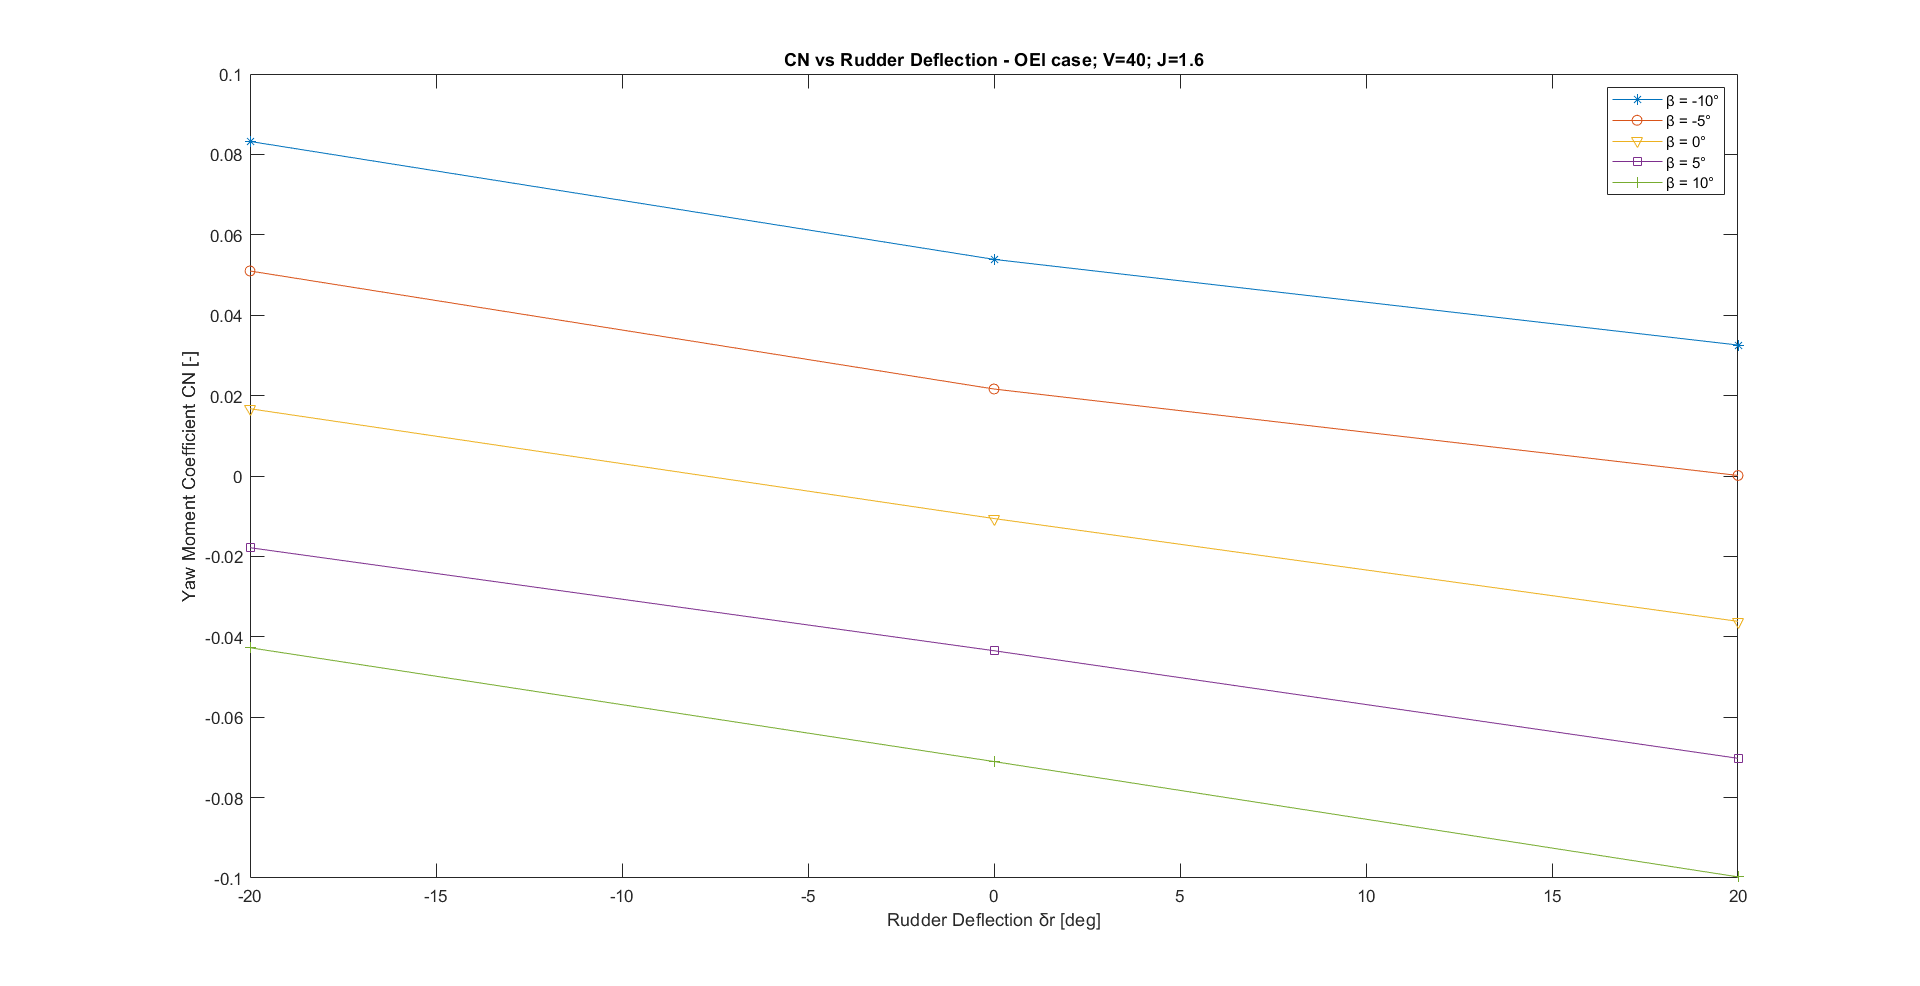 CN vs Rudder Deflection - OEI case; V=40; J=1.6
0.1
0.08
0.06
0.04
0.02
0
-0.02
-0.04
-0.06
-0.08
-0.1
Yaw Moment Coefficient CN [-]
β = -10°
β = -5°
β = 0°
β = 5°
β = 10°
-20 -15 -10 -5 0 5 10 15 20
Rudder Deflection δr [deg]